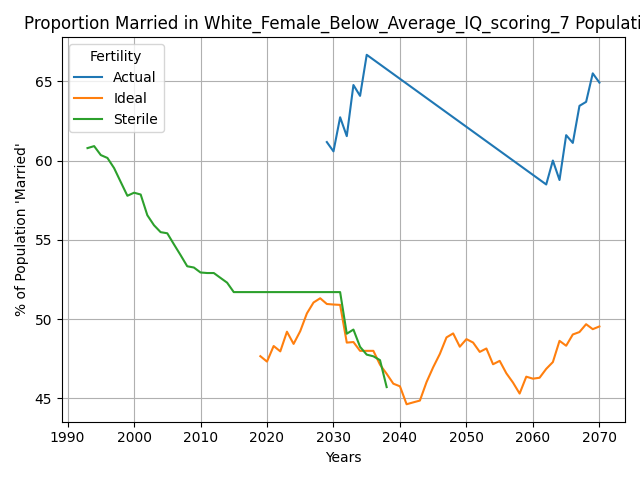 Proportion Married in White_Female_Below_Average_IQ_scoring_7 Populati
Fertility
Actual
Ideal
Sterile
% of Population 'Married'
65
60
55
50
45
1990 2000 2010 2020 2030 2040 2050 2060 2070
Years